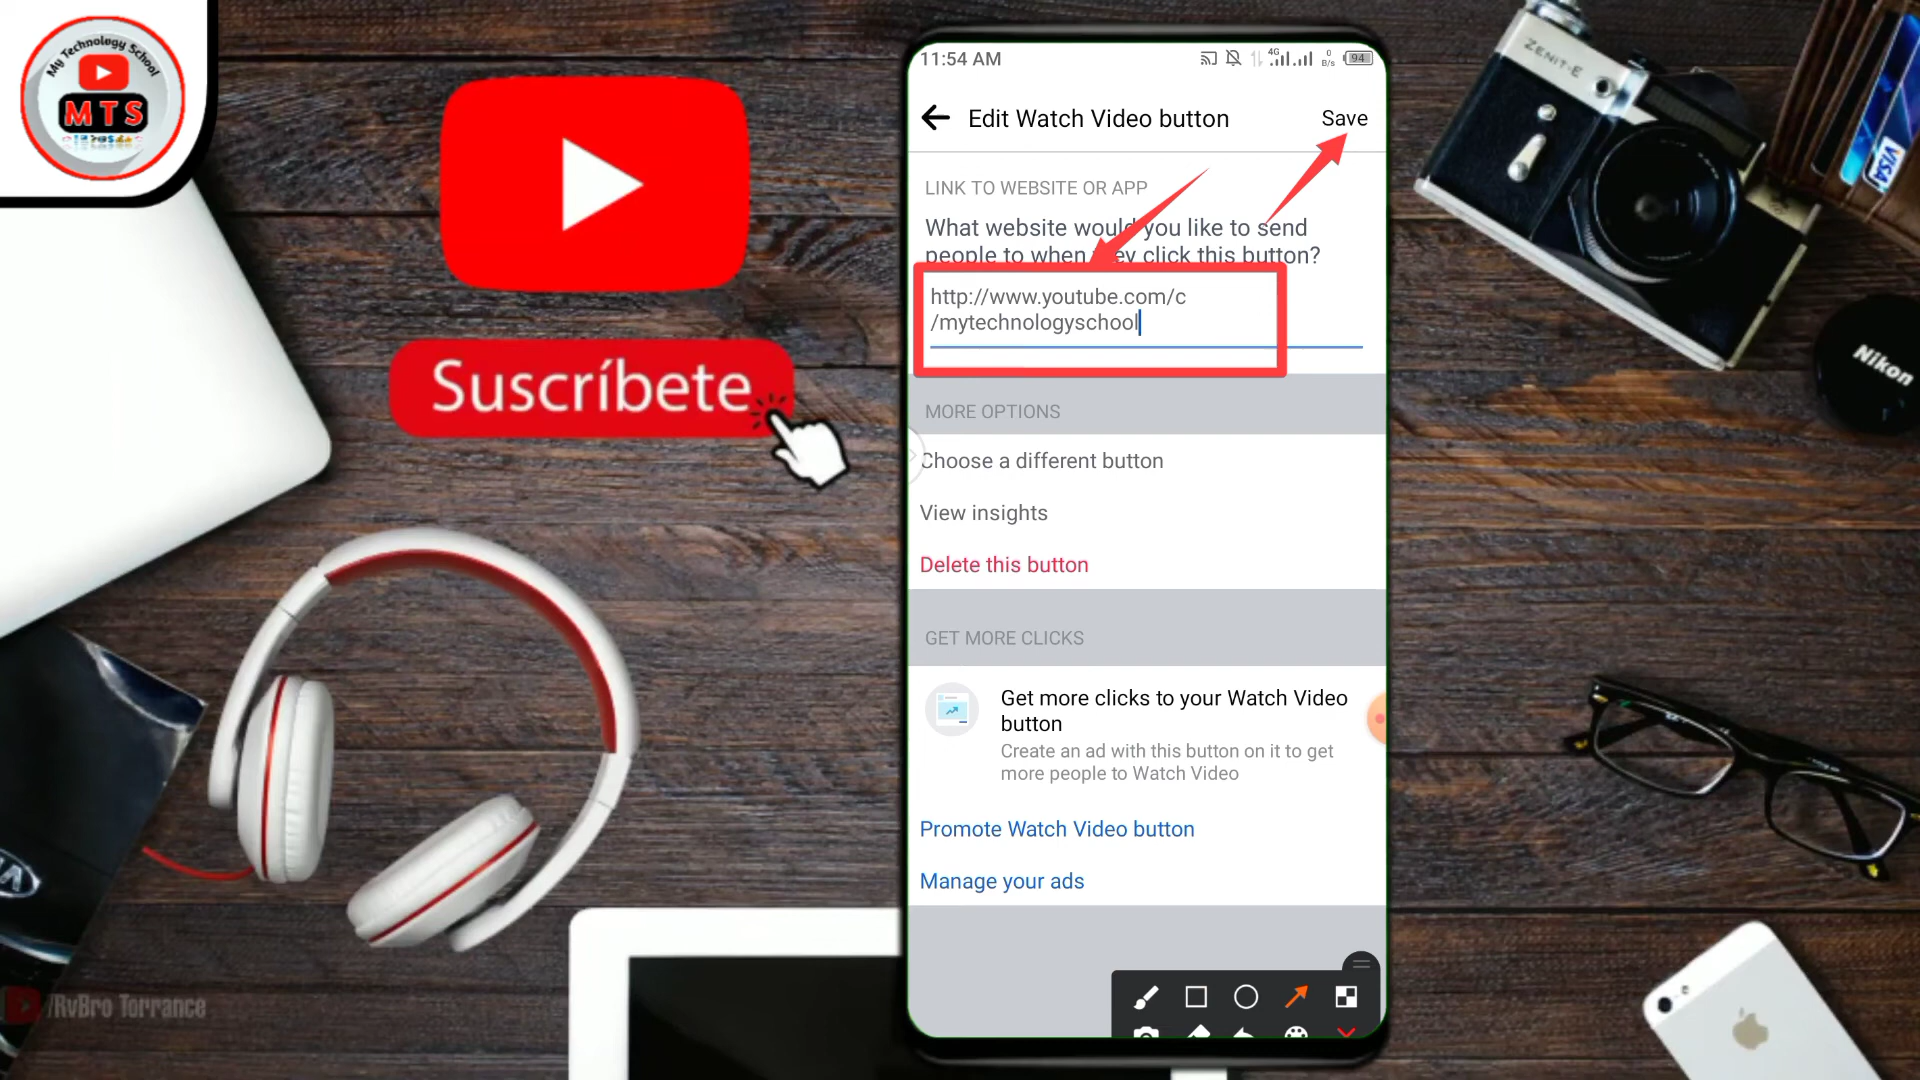 My Technology School
MTS
Suscríbete
11:54 AM
4G
0
B/s
94
Edit Watch Video button
Save
LINK TO WEBSITE OR APP
What website would you like to send
people to when they click this button?
http://www.youtube.com/c
/mytechnologyschool
MORE OPTIONS
Choose a different button
View insights
Delete this button
GET MORE CLICKS
Get more clicks to your Watch Video
button
Create an ad with this button on it to get
more people to Watch Video
Promote Watch Video button
Manage your ads
ZENIT-E
VISA
Nikon
/RvBro Torrance